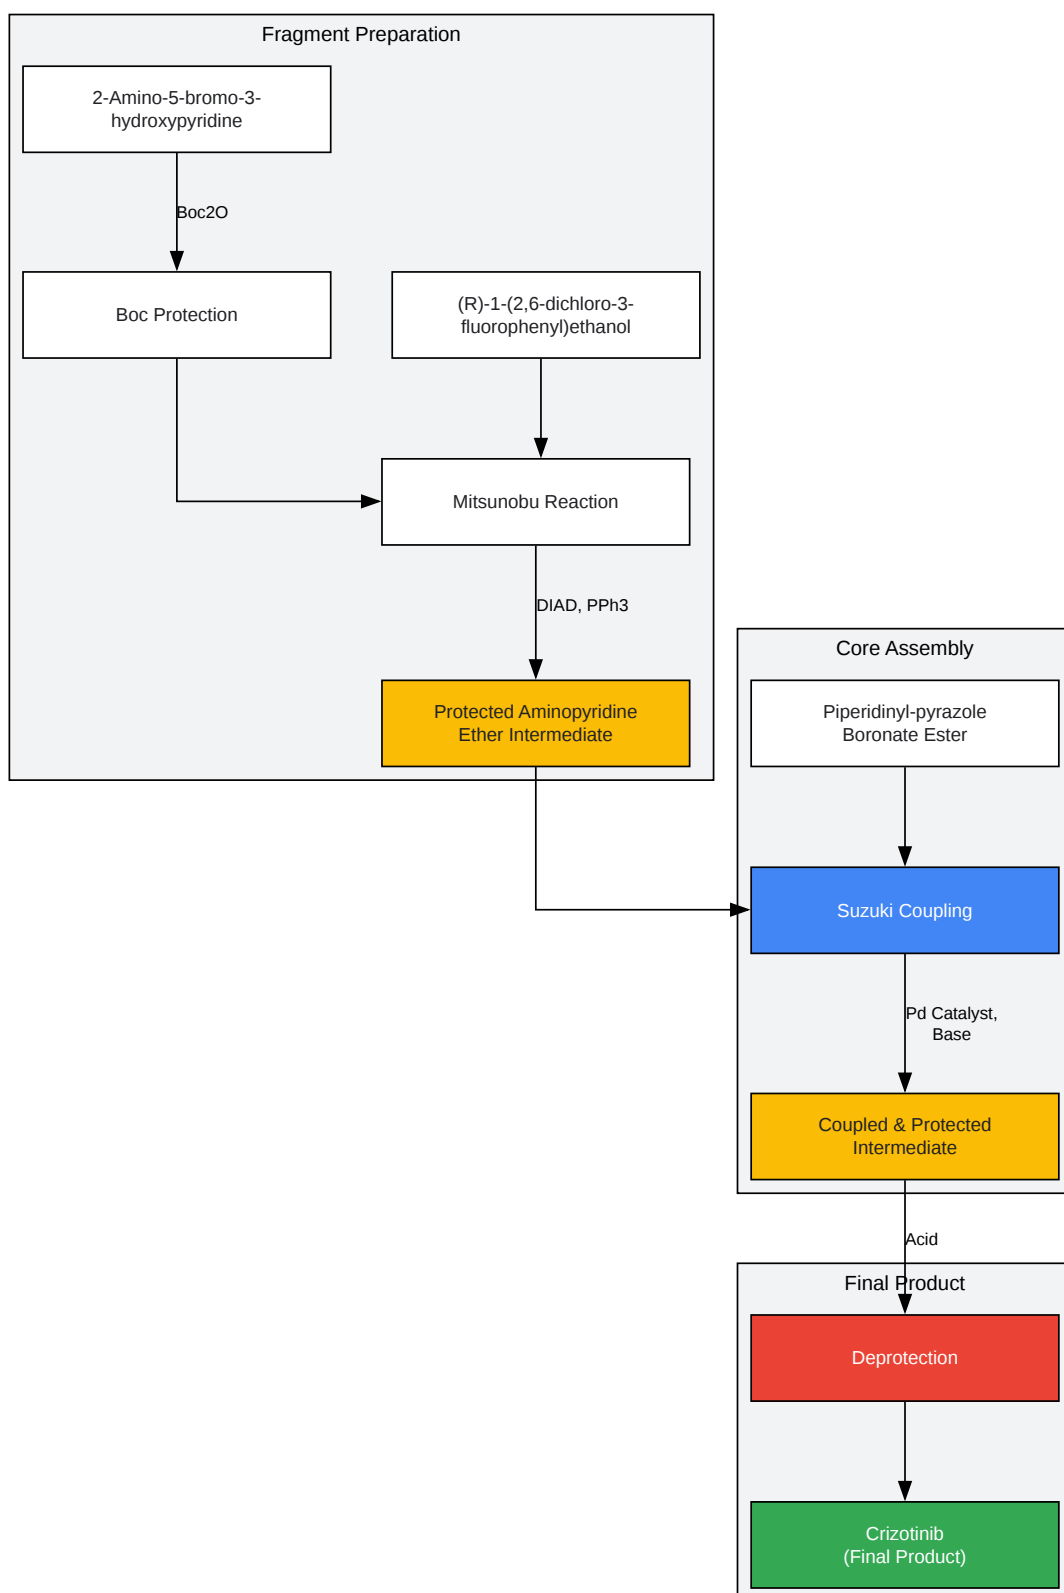 Fragment Preparation
2-Amino-5-bromo-3-
hydroxypyridine
Boc2O
Boc Protection
(R)-1-(2,6-dichloro-3-
fluorophenyl)ethanol
Mitsunobu Reaction
DIAD, PPh3
Protected Aminopyridine
Ether Intermediate
Core Assembly
Piperidinyl-pyrazole
Boronate Ester
Suzuki Coupling
Pd Catalyst,
Base
Coupled & Protected
Intermediate
Acid
Final Product
Deprotection
Crizotinib
(Final Product)